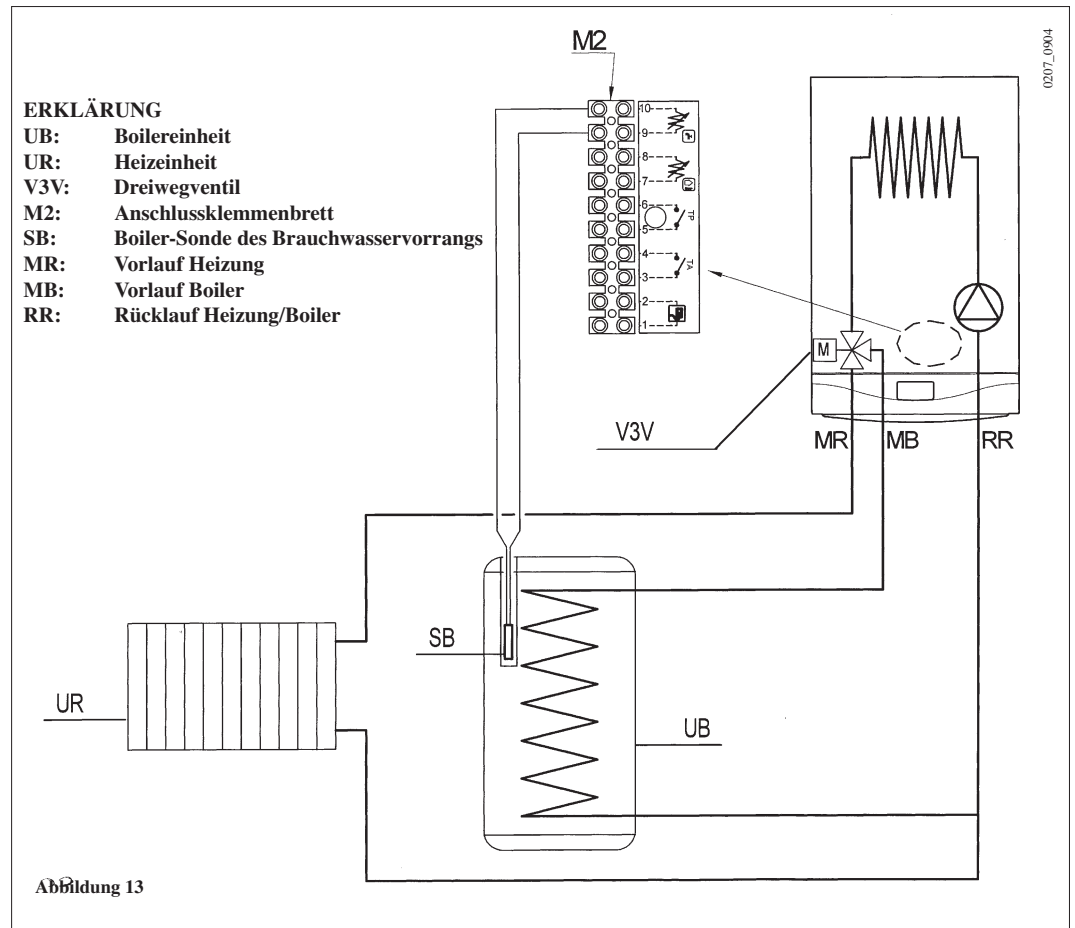 M2
0207_0904
ERKLÄRUNG
UB: Boilereinheit
UR: Heizeinheit
V3V: Dreiwegventil
M2: Anschlussklemmenbrett
SB: Boiler-Sonde des Brauchwasservorrangs
MR: Vorlauf Heizung
MB: Vorlauf Boiler
RR: Rücklauf Heizung/Boiler
10
9
8
7
6
TP
5
4
TA
3
2
1
M
V3V
MR MB RR
SB
UR
UB
Abbildung 13